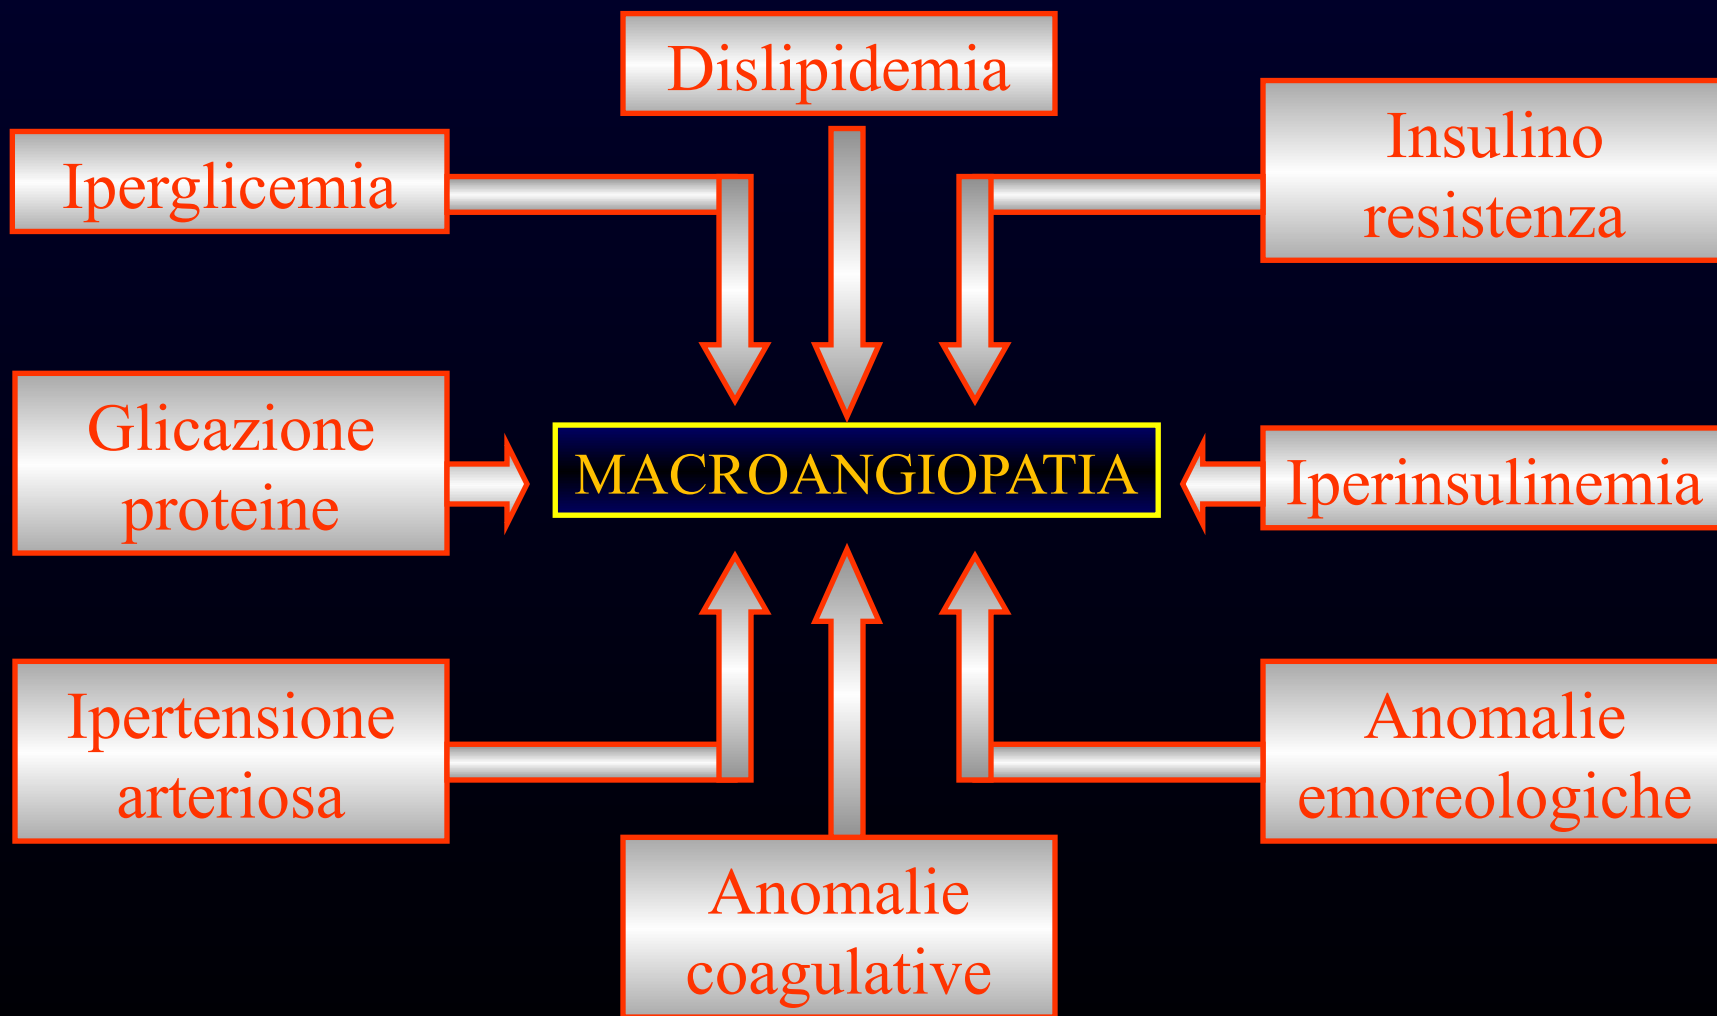 Dislipidemia
Iperglicemia
Insulino
resistenza
Glicazione
proteine
MACROANGIOPATIA
Iperinsulinemia
Ipertensione
arteriosa
Anomalie
emoreologiche
Anomalie
coagulative